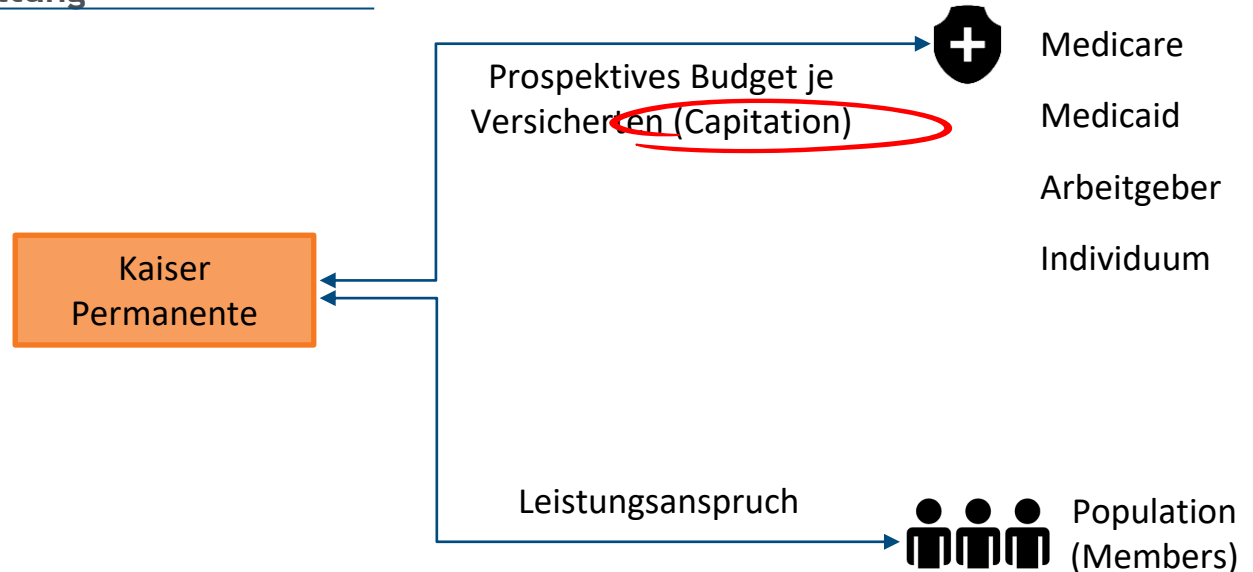 Prospektives Budget je
Versicherten (Capitation)
Medicare
Medicaid
Arbeitgeber
Individuum
Kaiser
Permanente
Leistungsanspruch
Population
(Members)